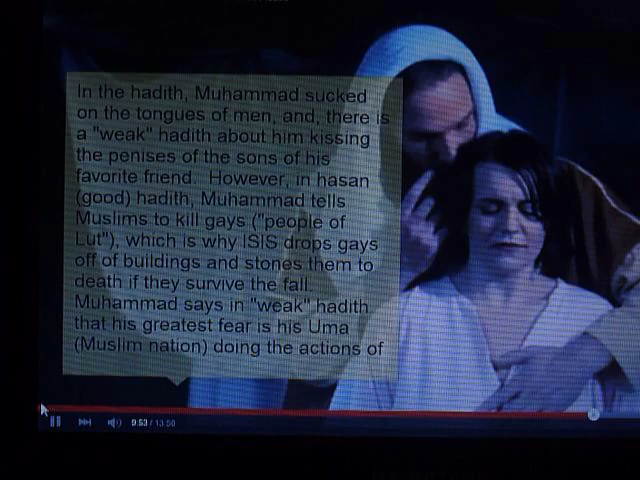 In the hadith, Muhammad sucked
on the tongues of men, and, there is
a "weak" hadith about him kissing
the penises of the sons of his
favorite friend.  However, in hasan
(good) hadith, Muhammad tells
Muslims to kill gays ("people of
Lut"), which is why ISIS drops gays
off of buildings and stones them to
death if they survive the fall.
Muhammad says in "weak" hadith
that his greatest fear is his Uma
(Muslim nation) doing the actions of
9:53 / 13:50